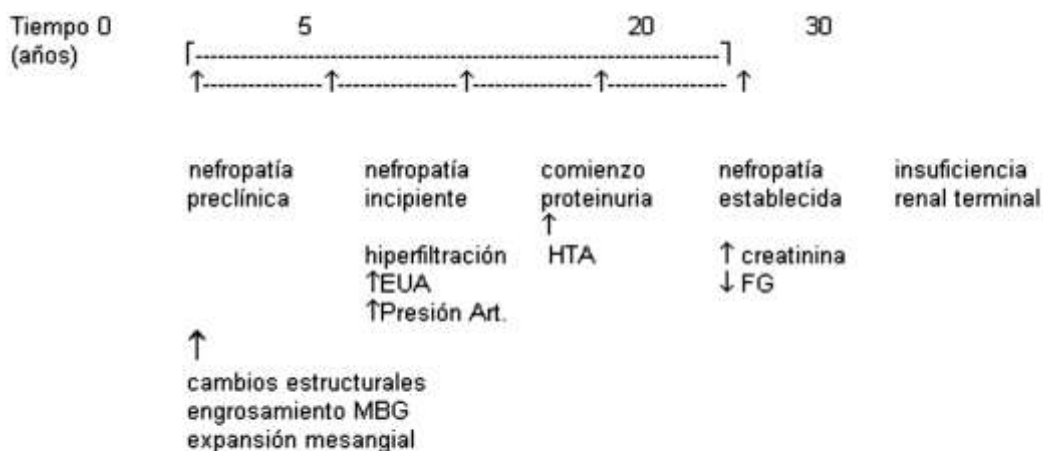 Tiempo 0 5 20 30
(años)
nefropatía nefropatía comienzo nefropatía insuficiencia
preclínica incipiente proteinuria establecida renal terminal
↑
hiperfiltración HTA ↑ creatinina
↑EUA ↓ FG
↑Presión Art.
↑
cambios estructurales
engrosamiento MBG
expansión mesangial